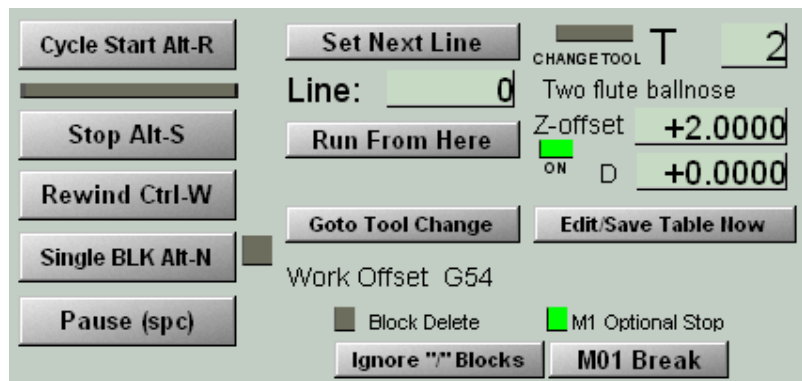 Cycle Start Alt-R
Stop Alt-S
Rewind Ctrl-W
Single BLK Alt-N
Pause (spc)
Set Next Line
Line: 0
Run From Here
Goto Tool Change
Work Offset G54
CHANGE TOOL T 2
Two flute ballnose
Z-offset +2.0000
ON D +0.0000
Edit/Save Table Now
Block Delete
M1 Optional Stop
Ignore "/" Blocks
M01 Break